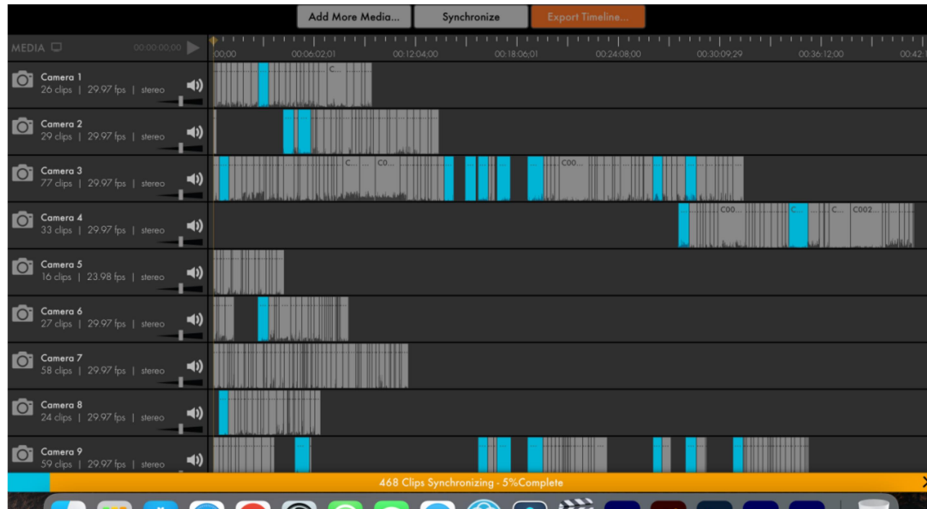 Add More Media... Synchronize Export Timeline...
MEDIA 00:00:00:00
00:00 00:06:02:01 00:12:04:00 00:18:06:01 00:24:08:00 00:30:09:29 00:36:12:00 00:42:1
Camera 1
26 clips | 29.97 fps | stereo
C...
Camera 2
29 clips | 29.97 fps | stereo
Camera 3
77 clips | 29.97 fps | stereo
C... C0... C00...
Camera 4
33 clips | 29.97 fps | stereo
C00... C... C... C002...
Camera 5
16 clips | 23.98 fps | stereo
Camera 6
27 clips | 29.97 fps | stereo
Camera 7
58 clips | 29.97 fps | stereo
Camera 8
24 clips | 29.97 fps | stereo
Camera 9
59 clips | 29.97 fps | stereo
468 Clips Synchronizing - 5%Complete